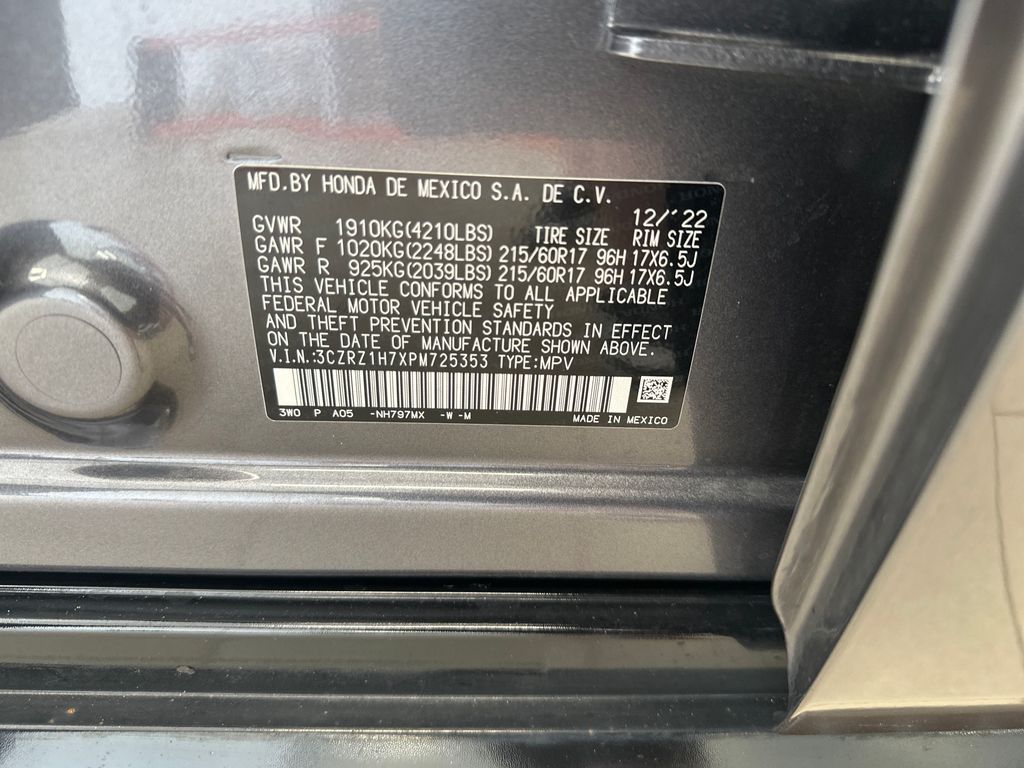 MFD.BY HONDA DE MEXICO S.A. DE C.V.
12/'22
GVWR 1910KG(4210LBS) TIRE SIZE RIM SIZE
GAWR F 1020KG(2248LBS) 215/60R17 96H 17X6.5J
GAWR R 925KG(2039LBS) 215/60R17 96H 17X6.5J
THIS VEHICLE CONFORMS TO ALL APPLICABLE
FEDERAL MOTOR VEHICLE SAFETY
AND THEFT PREVENTION STANDARDS IN EFFECT
ON THE DATE OF MANUFACTURE SHOWN ABOVE.
V.I.N.:3CZRZ1H7XPM725353 TYPE:MPV
3W0 P A05 -NH797MX -W -M MADE IN MEXICO